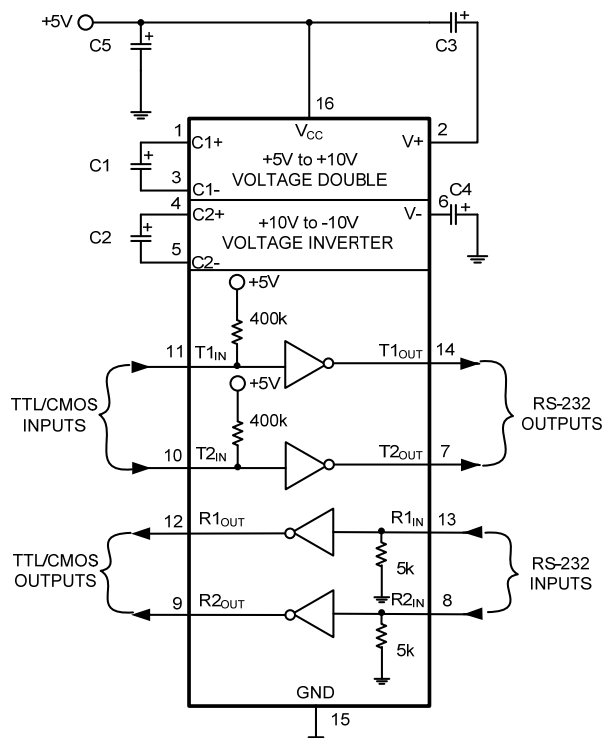 +5V
C5
C3
16
1
2
VCC
C1+
V+
+5V to +10V
VOLTAGE DOUBLE
C1
3
C1-
4
C2+
6
V-
C4
+10V to -10V
VOLTAGE INVERTER
C2
5
C2-
+5V
400k
11
T1IN
T1OUT
14
+5V
400k
TTL/CMOS
INPUTS
RS-232
OUTPUTS
10
T2IN
T2OUT
7
12
R1OUT
R1IN
13
5k
TTL/CMOS
OUTPUTS
RS-232
INPUTS
9
R2OUT
R2IN
8
5k
GND
15